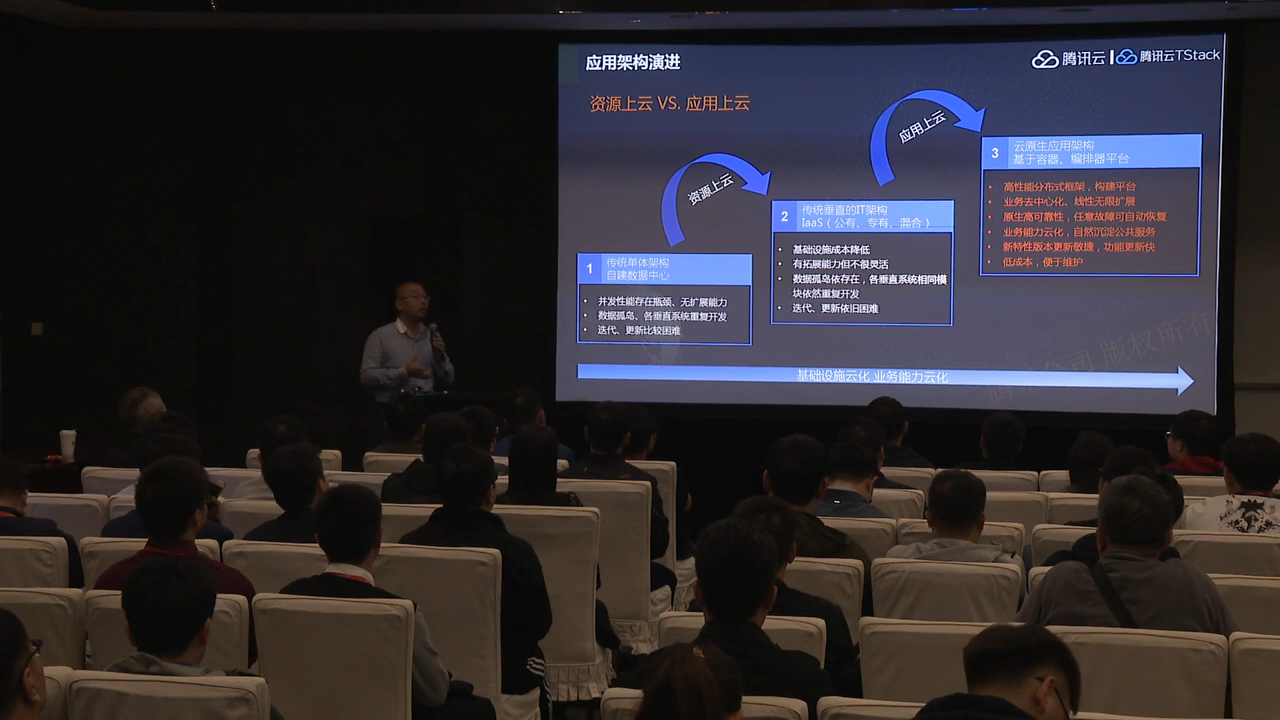 应用架构演进
腾讯云
腾讯云TStack
资源上云 VS. 应用上云
资源上云
应用上云
1
传统单体架构
自建数据中心
• 并发性能存在瓶颈、无扩展能力
• 数据孤岛、各垂直系统重复开发
• 迭代、更新比较困难
2
传统垂直的IT架构
IaaS（公有、专有、混合）
• 基础设施成本降低
• 有拓展能力但不很灵活
• 数据孤岛依存在，各垂直系统相同模
块依然重复开发
• 迭代、更新依旧困难
3
云原生应用架构
基于容器、编排器平台
• 高性能分布式框架，构建平台
• 业务去中心化、线性无限扩展
• 原生高可靠性，任意故障可自动恢复
• 业务能力云化，自然沉淀公共服务
• 新特性版本更新敏捷，功能更新快
• 低成本，便于维护
基础设施云化 业务能力云化
版权所有